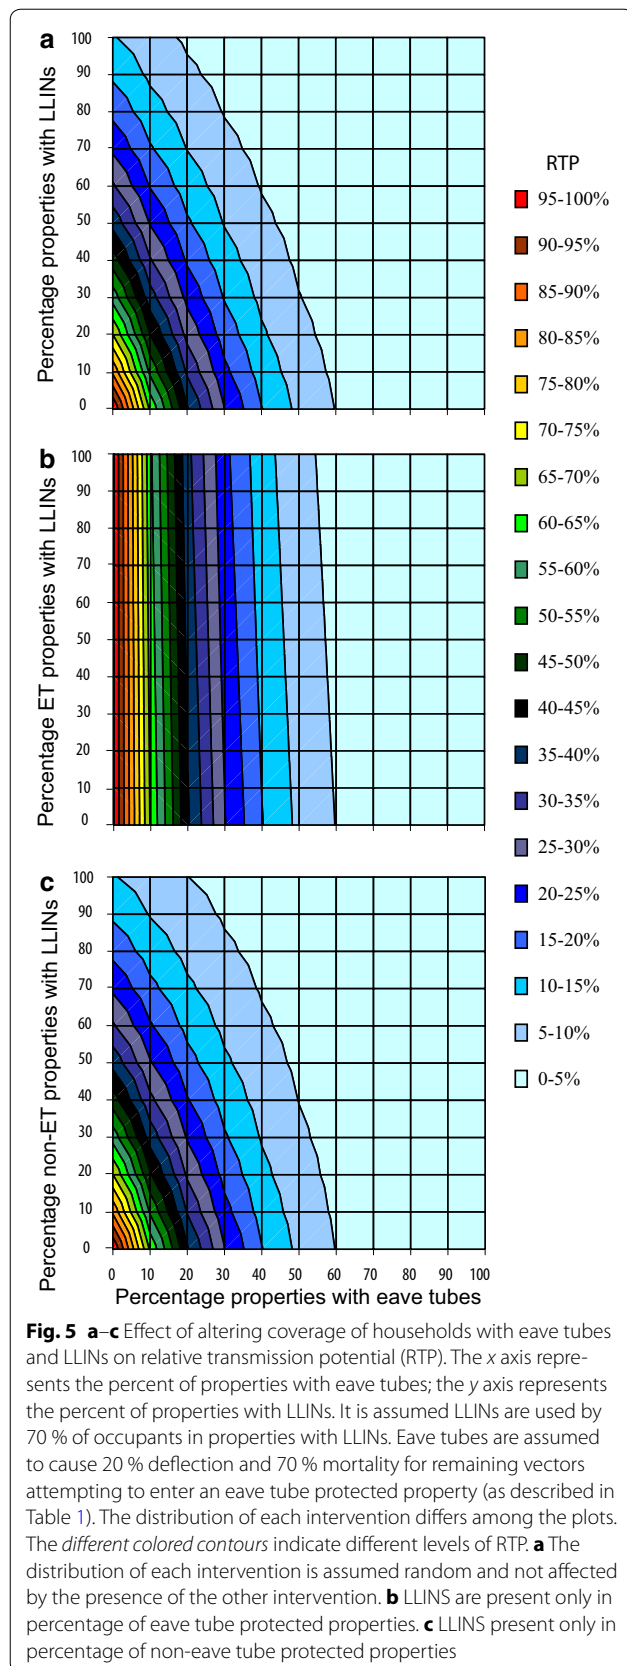 a
100
90
80
70
60
50
40
30
20
10
0
Percentage properties with LLINs
b
100
90
80
70
60
50
40
30
20
10
0
Percentage ET properties with LLINs
c
100
90
80
70
60
50
40
30
20
10
0
Percentage non-ET properties with LLINs
0 10 20 30 40 50 60 70 80 90 100
Percentage properties with eave tubes
RTP
95-100%
90-95%
85-90%
80-85%
75-80%
70-75%
65-70%
60-65%
55-60%
50-55%
45-50%
40-45%
35-40%
30-35%
25-30%
20-25%
15-20%
10-15%
5-10%
0-5%
Fig. 5 a–c Effect of altering coverage of households with eave tubes
and LLINs on relative transmission potential (RTP). The x axis repre-
sents the percent of properties with eave tubes; the y axis represents
the percent of properties with LLINs. It is assumed LLINs are used by
70 % of occupants in properties with LLINs. Eave tubes are assumed
to cause 20 % deflection and 70 % mortality for remaining vectors
attempting to enter an eave tube protected property (as described in
Table 1). The distribution of each intervention differs among the plots.
The different colored contours indicate different levels of RTP. a The
distribution of each intervention is assumed random and not affected
by the presence of the other intervention. b LLINS are present only in
percentage of eave tube protected properties. c LLINS present only in
percentage of non-eave tube protected properties